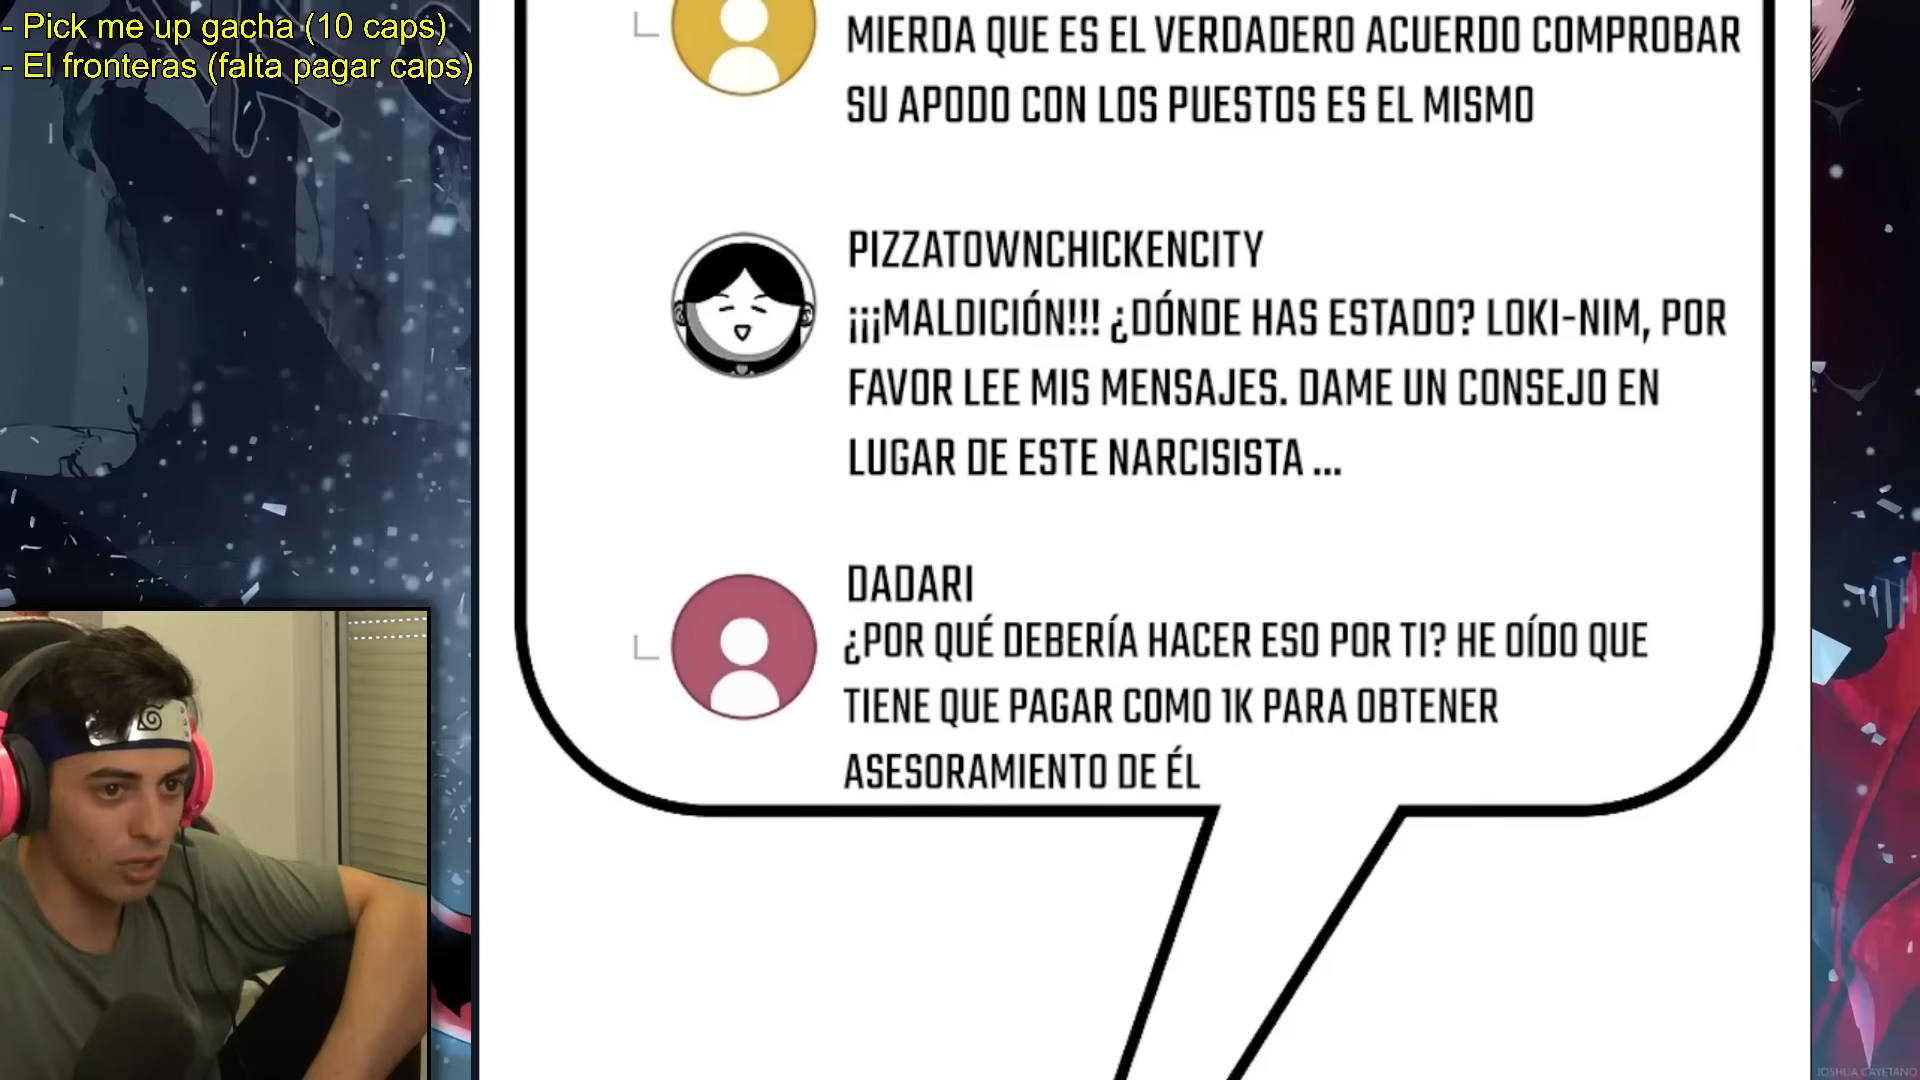 - Pick me up gacha (10 caps)
- El fronteras (falta pagar caps)
MIERDA QUE ES EL VERDADERO ACUERDO COMPROBAR
SU APODO CON LOS PUESTOS ES EL MISMO
PIZZATOWNCHICKENCITY
¡¡¡MALDICIÓN!!! ¿DÓNDE HAS ESTADO? LOKI-NIM, POR
FAVOR LEE MIS MENSAJES. DAME UN CONSEJO EN
LUGAR DE ESTE NARCISISTA ...
DADARI
¿POR QUÉ DEBERÍA HACER ESO POR TI? HE OÍDO QUE
TIENE QUE PAGAR COMO 1K PARA OBTENER
ASESORAMIENTO DE ÉL
JOSHUA CAYETANO